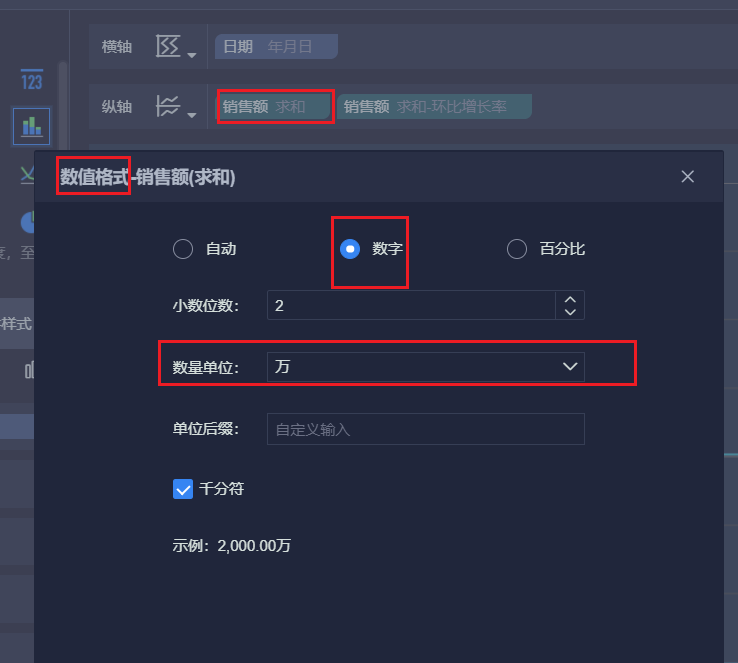 横轴 日期 年月日
123
纵轴 销售额 求和 销售额 求和-环比增长率
数值格式-销售额(求和)
自动 数字 百分比
度，至
小数位数： 2
样式
数量单位： 万
单位后缀： 自定义输入
千分符
示例：2,000.00万